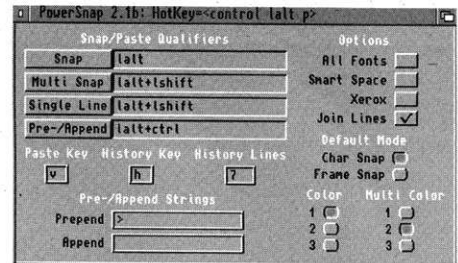 PowerSnap 2.1b: HotKey=<control lalt p>
Snap/Paste Qualifiers
Snap lalt
Multi Snap lalt+lshift
Single Line lalt+lshift
Pre-/Append lalt+ctrl
Paste Key History Key History Lines
v h 7
Pre-/Append Strings
Prepend >
Append
Options
All Fonts
Smart Space
Xerox
Join Lines
Default Mode
Char Snap
Frame Snap
Color Multi Color
1 1
2 2
3 3